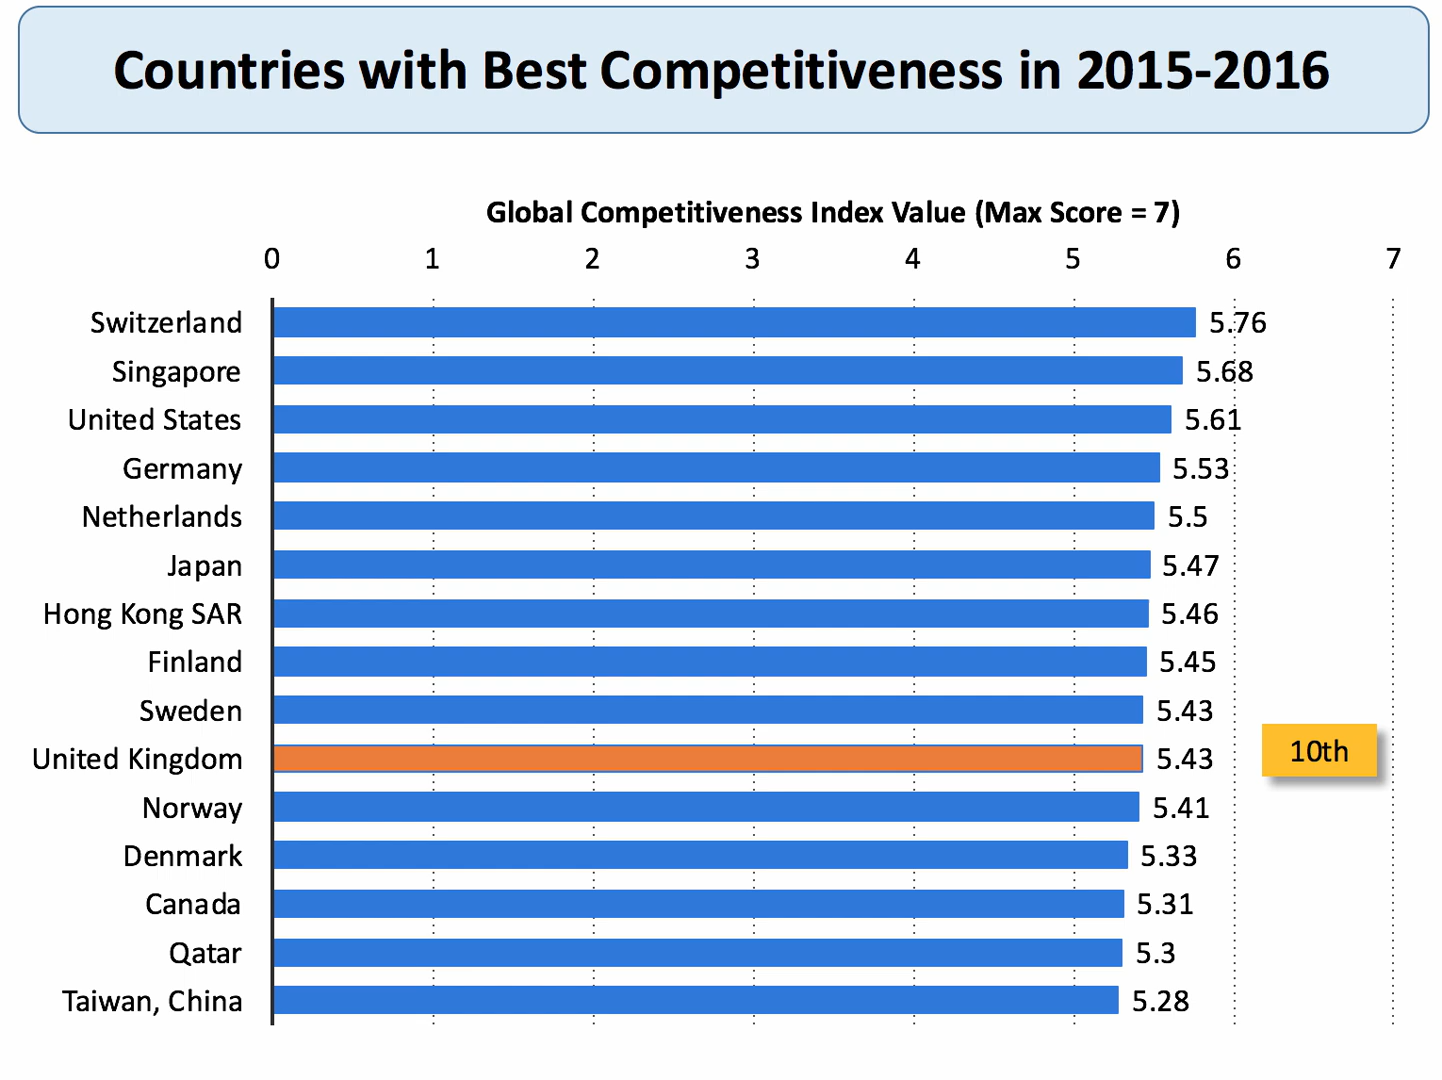 Countries with Best Competitiveness in 2015-2016
Global Competitiveness Index Value (Max Score = 7)
0 1 2 3 4 5 6 7
Switzerland 5.76
Singapore 5.68
United States 5.61
Germany 5.53
Netherlands 5.5
Japan 5.47
Hong Kong SAR 5.46
Finland 5.45
Sweden 5.43
United Kingdom 5.43 10th
Norway 5.41
Denmark 5.33
Canada 5.31
Qatar 5.3
Taiwan, China 5.28